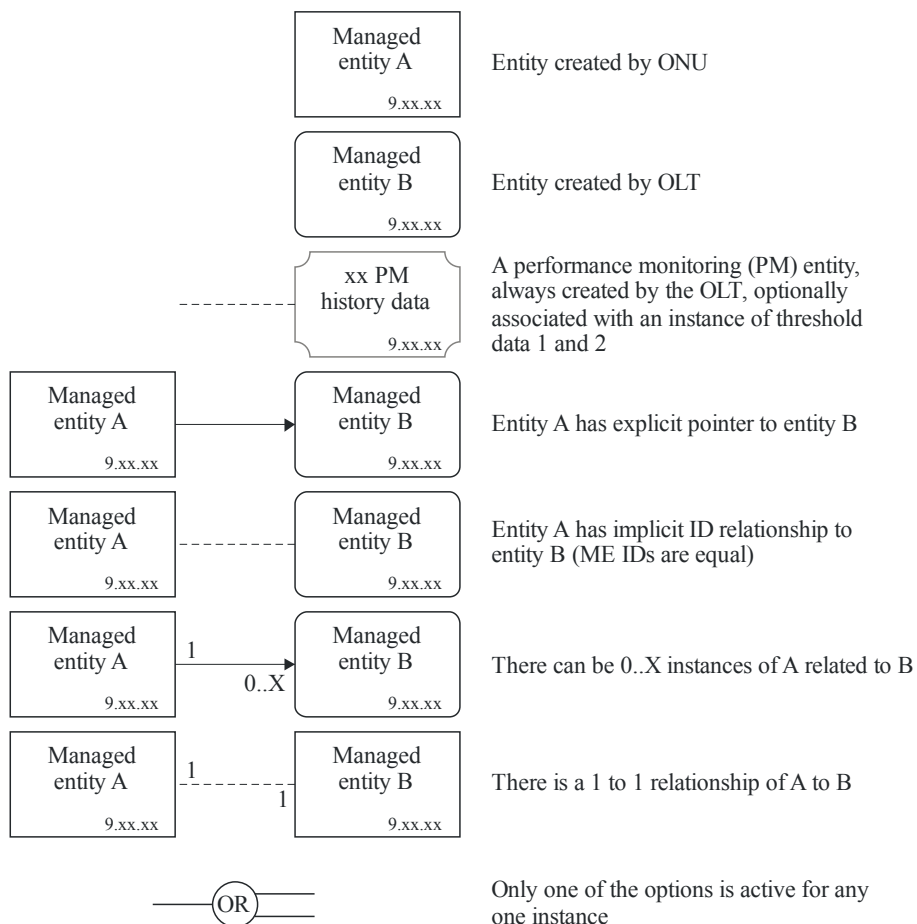 Managed
entity A
9.xx.xx
Entity created by ONU
Managed
entity B
9.xx.xx
Entity created by OLT
xx PM
history data
9.xx.xx
A performance monitoring (PM) entity,
always created by the OLT, optionally
associated with an instance of threshold
data 1 and 2
Managed
entity A
9.xx.xx
Managed
entity B
9.xx.xx
Entity A has explicit pointer to entity B
Managed
entity A
9.xx.xx
Managed
entity B
9.xx.xx
Entity A has implicit ID relationship to
entity B (ME IDs are equal)
Managed
entity A
9.xx.xx
1
0..X
Managed
entity B
9.xx.xx
There can be 0..X instances of A related to B
Managed
entity A
9.xx.xx
1
1
Managed
entity B
9.xx.xx
There is a 1 to 1 relationship of A to B
OR
Only one of the options is active for any
one instance